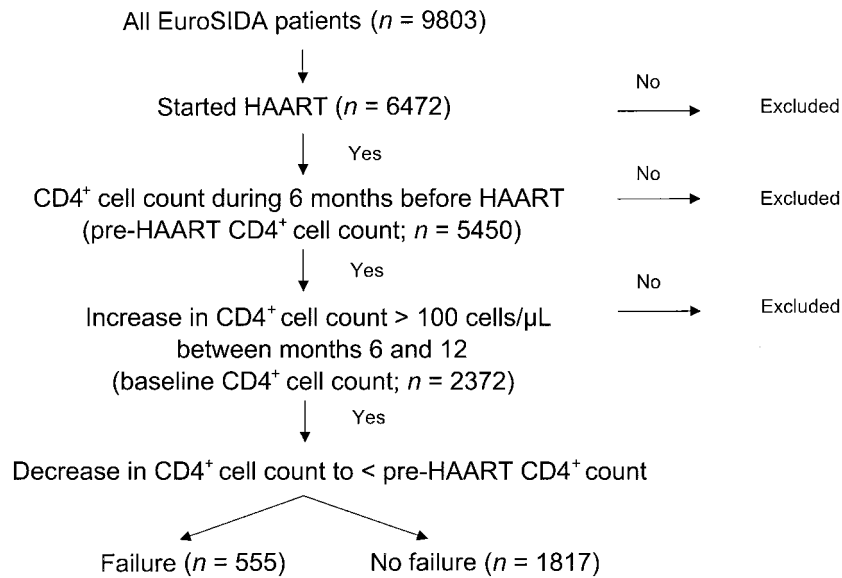 All EuroSIDA patients (n = 9803)
Started HAART (n = 6472)
No
Excluded
Yes
CD4⁺ cell count during 6 months before HAART
(pre-HAART CD4⁺ cell count; n = 5450)
No
Excluded
Yes
Increase in CD4⁺ cell count > 100 cells/µL
between months 6 and 12
(baseline CD4⁺ cell count; n = 2372)
No
Excluded
Yes
Decrease in CD4⁺ cell count to < pre-HAART CD4⁺ count
Failure (n = 555)
No failure (n = 1817)